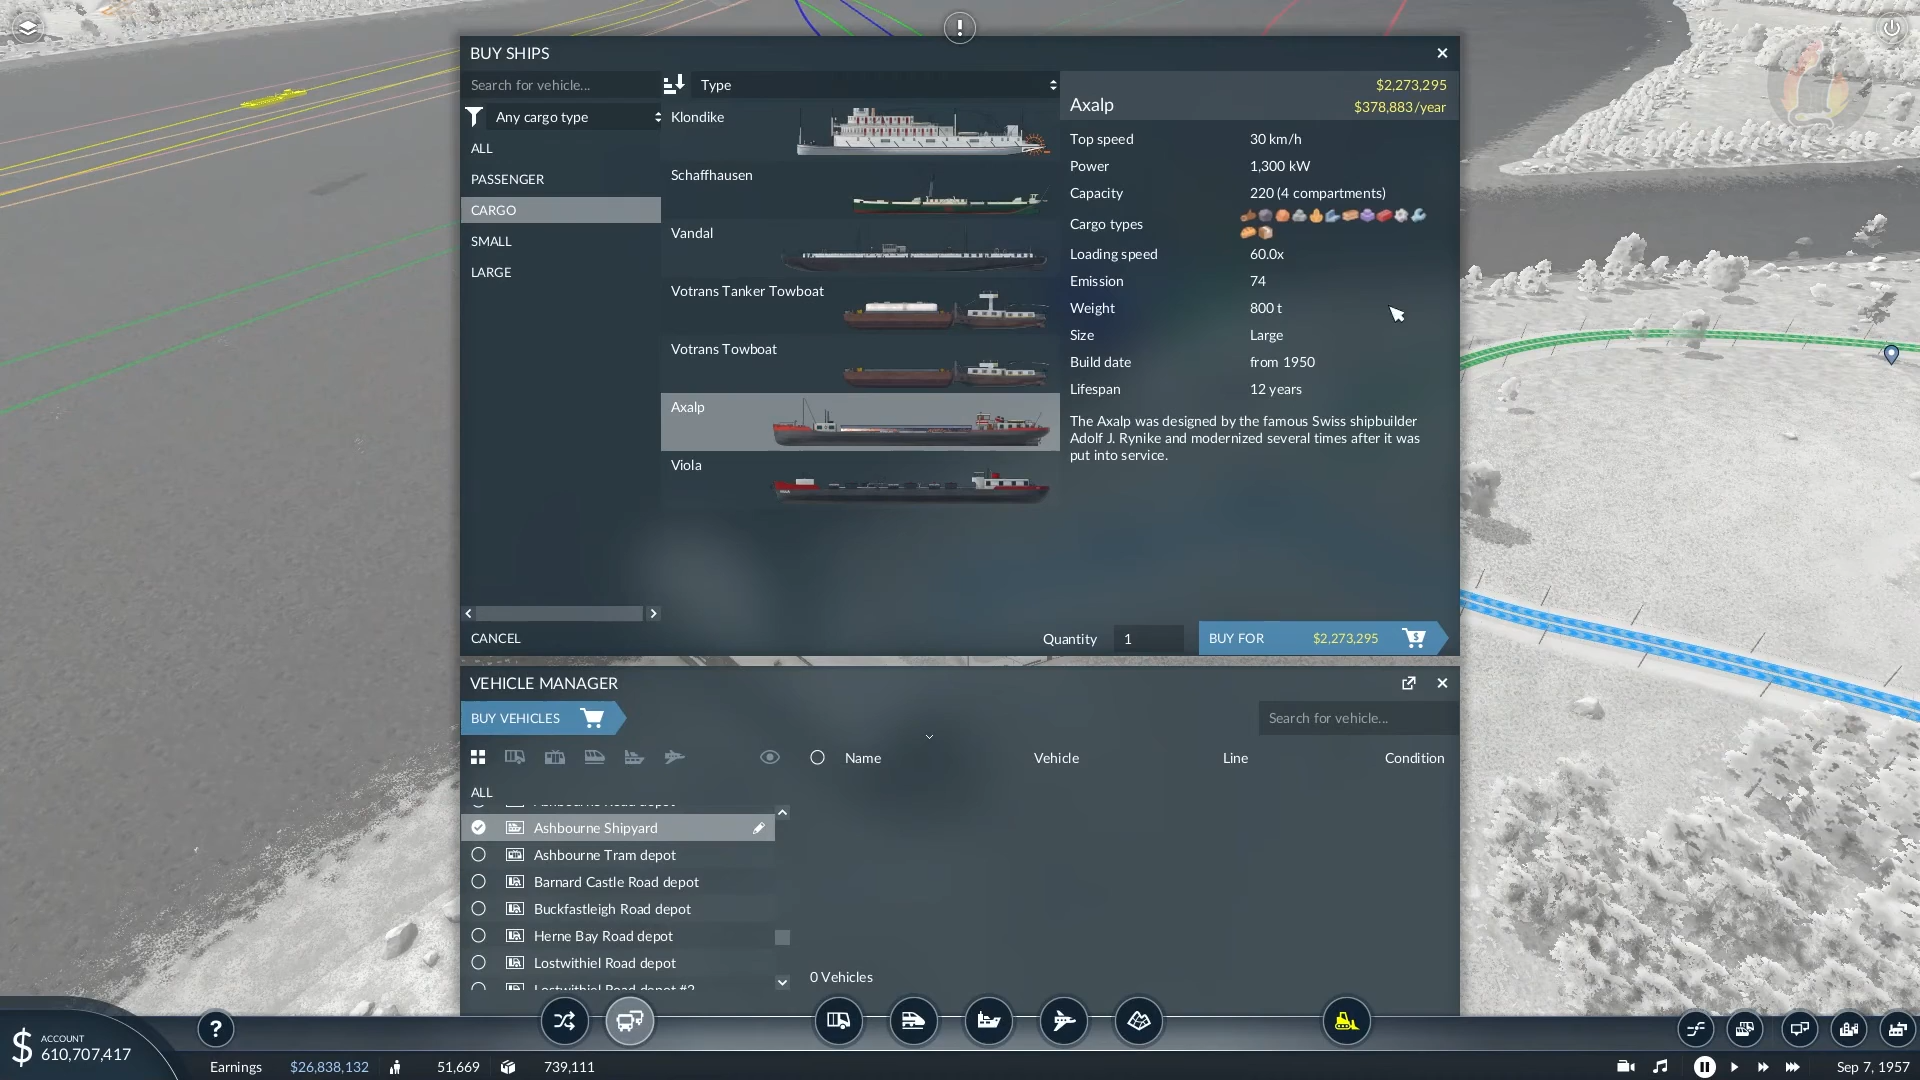 BUY SHIPS
Search for vehicle...
Type
Any cargo type
ALL
PASSENGER
CARGO
SMALL
LARGE
Klondike
Schaffhausen
Vandal
Votrans Tanker Towboat
Votrans Towboat
Axalp
Viola
$2,273,295
Axalp $378,883/year
Top speed 30 km/h
Power 1,300 kW
Capacity 220 (4 compartments)
Cargo types
Loading speed 60.0x
Emission 74
Weight 800 t
Size Large
Build date from 1950
Lifespan 12 years
The Axalp was designed by the famous Swiss shipbuilder
Adolf J. Rynike and modernized several times after it was
put into service.
CANCEL
Quantity 1
BUY FOR $2,273,295
VEHICLE MANAGER
BUY VEHICLES
Search for vehicle...
Name Vehicle Line Condition
ALL
Ashbourne Road depot
Ashbourne Shipyard
Ashbourne Tram depot
Barnard Castle Road depot
Buckfastleigh Road depot
Herne Bay Road depot
Lostwithiel Road depot
Lostwithiel Road depot #2
0 Vehicles
ACCOUNT
610,707,417
Earnings $26,838,132 51,669 739,111
Sep 7, 1957